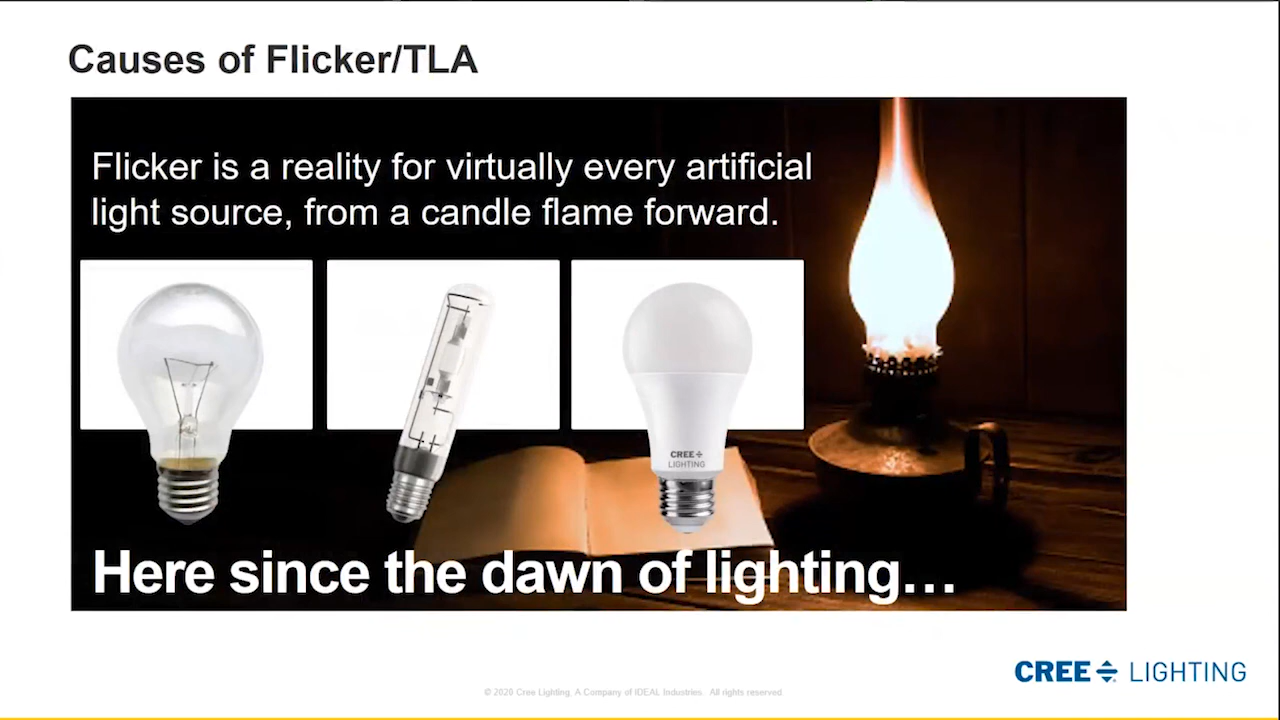 Causes of Flicker/TLA
Flicker is a reality for virtually every artificial
light source, from a candle flame forward.
CREE
LIGHTING
Here since the dawn of lighting…
CREE LIGHTING
© 2020 Cree Lighting, A Company of IDEAL Industries. All rights reserved